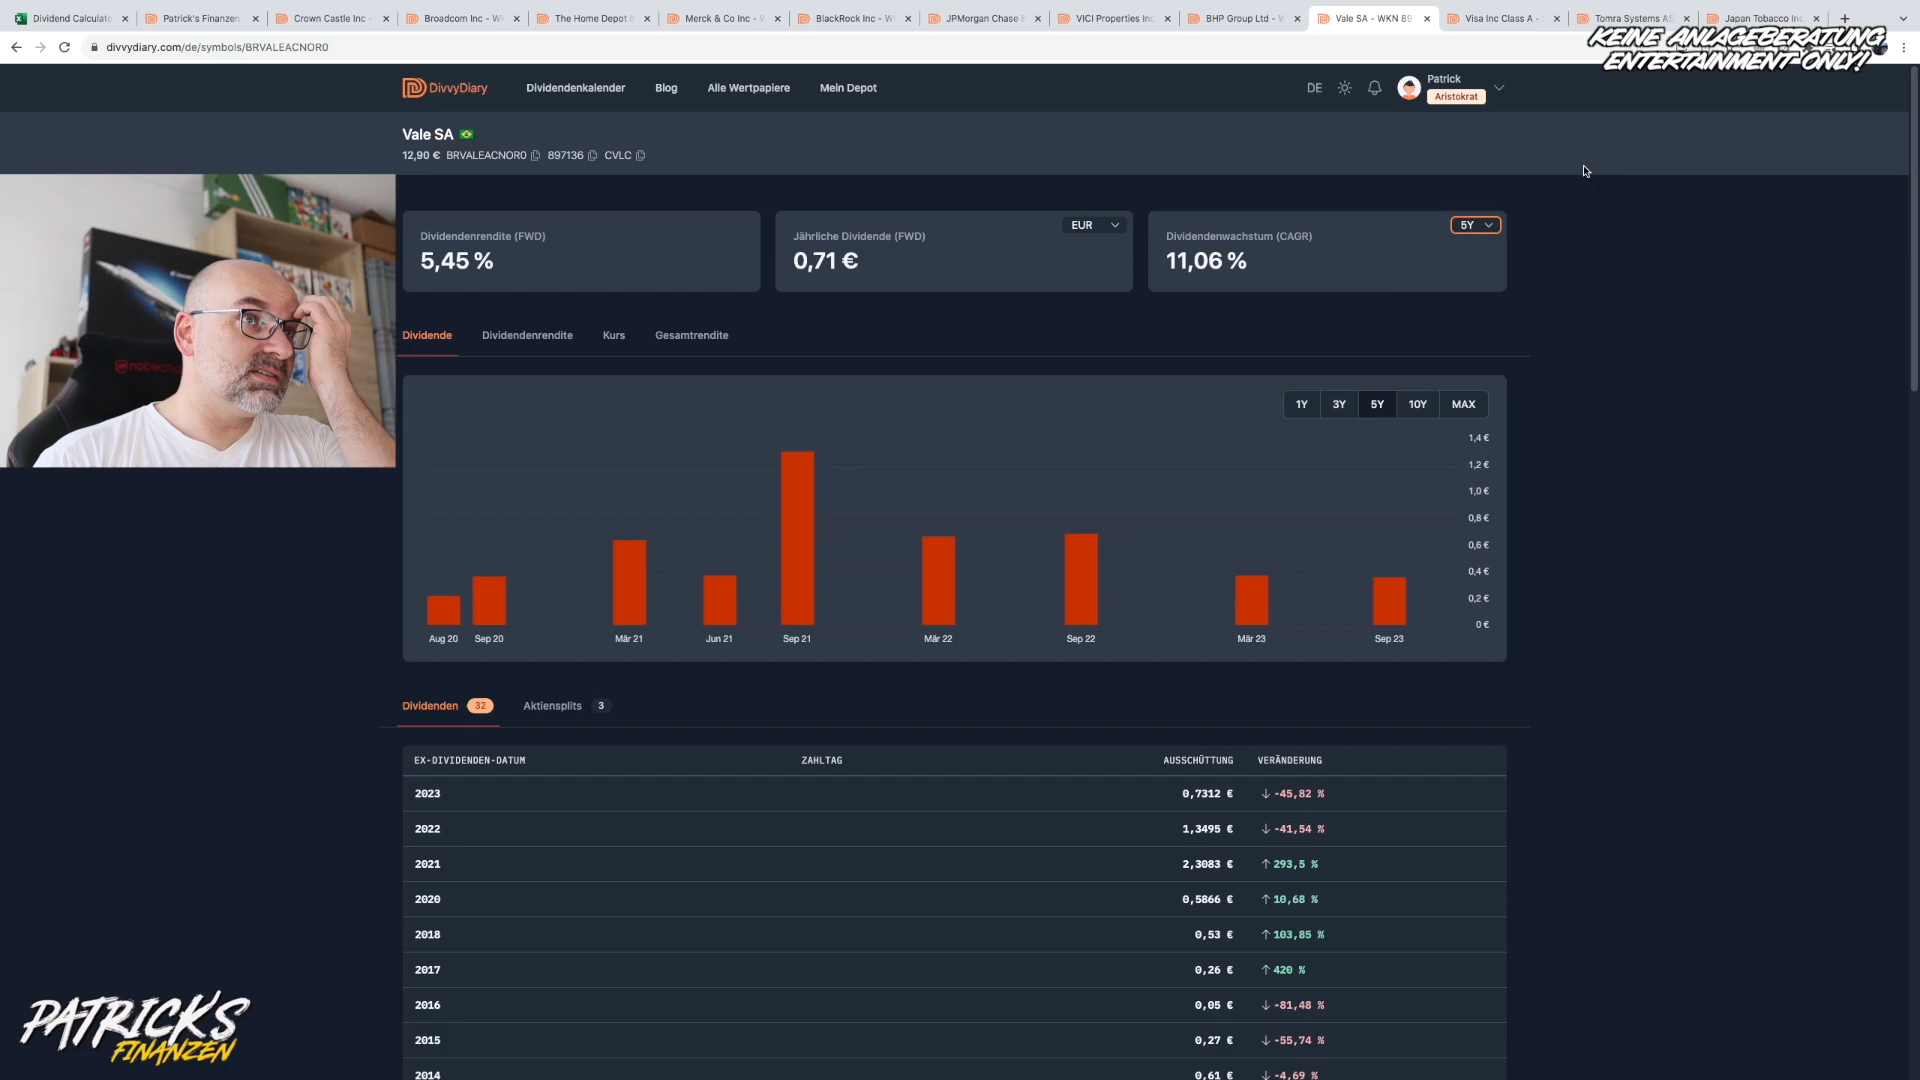 Dividend Calculato
Patrick's Finanzen
Crown Castle Inc -
Broadcom Inc - W
The Home Depot I
Merck & Co Inc -
BlackRock Inc - W
JPMorgan Chase &
VICI Properties Inc
BHP Group Ltd -
Vale SA - WKN 89
Visa Inc Class A -
Tomra Systems AS
Japan Tobacco Inc
divvydiary.com/de/symbols/BRVALEACNOR0
KEINE ANLAGEBERATUNG
ENTERTAINMENT ONLY!
DivvyDiary
Dividendenkalender
Blog
Alle Wertpapiere
Mein Depot
DE
Patrick
Aristokrat
Vale SA
12,90 € BRVALEACNOR0 897136 CVLC
Dividendenrendite (FWD)
5,45 %
Jährliche Dividende (FWD)
EUR
0,71 €
Dividendenwachstum (CAGR)
5Y
11,06 %
Dividende Dividendenrendite Kurs Gesamtrendite
1Y 3Y 5Y 10Y MAX
1,4 €
1,2 €
1,0 €
0,8 €
0,6 €
0,4 €
0,2 €
0 €
Aug 20 Sep 20 Mär 21 Jun 21 Sep 21 Mär 22 Sep 22 Mär 23 Sep 23
Dividenden 32 Aktiensplits 3
EX-DIVIDENDEN-DATUM ZAHLTAG AUSSCHÜTTUNG VERÄNDERUNG
2023 0,7312 € ↓ -45,82 %
2022 1,3495 € ↓ -41,54 %
2021 2,3083 € ↑ 293,5 %
2020 0,5866 € ↑ 10,68 %
2018 0,53 € ↑ 103,85 %
2017 0,26 € ↑ 420 %
2016 0,05 € ↓ -81,48 %
2015 0,27 € ↓ -55,74 %
2014 0,61 € ↓ -4,69 %
PATRICKS
FINANZEN